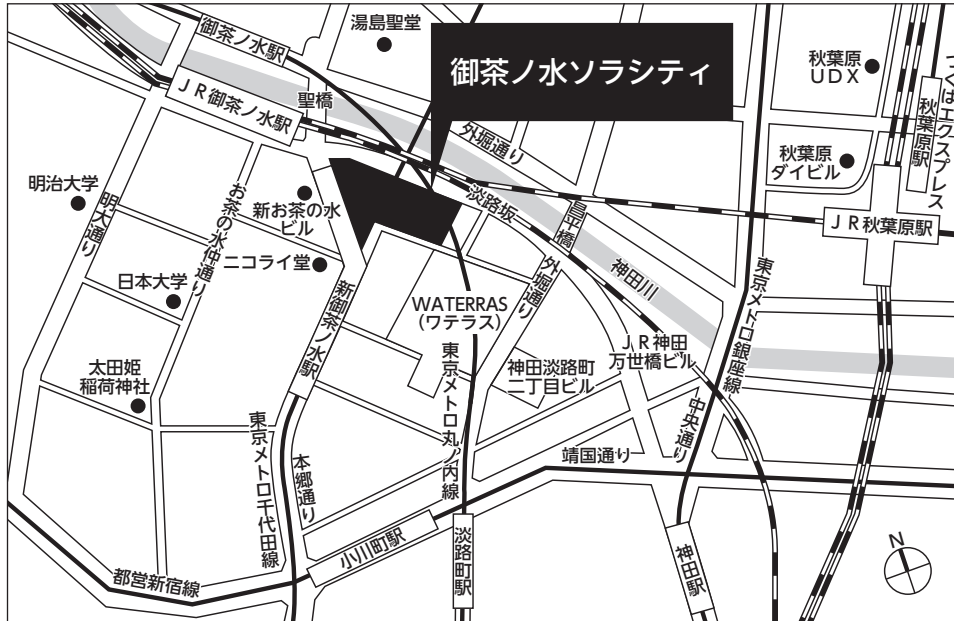 湯島聖堂
御茶ノ水駅
御茶ノ水ソラシティ
秋葉原
UDX
つくばエクスプレス
秋葉原駅
JR御茶ノ水駅
聖橋
外堀通り
秋葉原
ダイビル
明治大学
明大通り
お茶の水仲通り
新お茶の水
ビル
淡路坂
昌平橋
JR秋葉原駅
ニコライ堂
日本大学
新御茶ノ水駅
外堀通り
神田川
東京メトロ銀座線
WATERRAS
(ワテラス)
JR神田
万世橋ビル
太田姫
稲荷神社
東京メトロ丸ノ内線
神田淡路町
二丁目ビル
中央通り
東京メトロ千代田線
本郷通り
靖国通り
小川町駅
淡路町駅
神田駅
都営新宿線
N